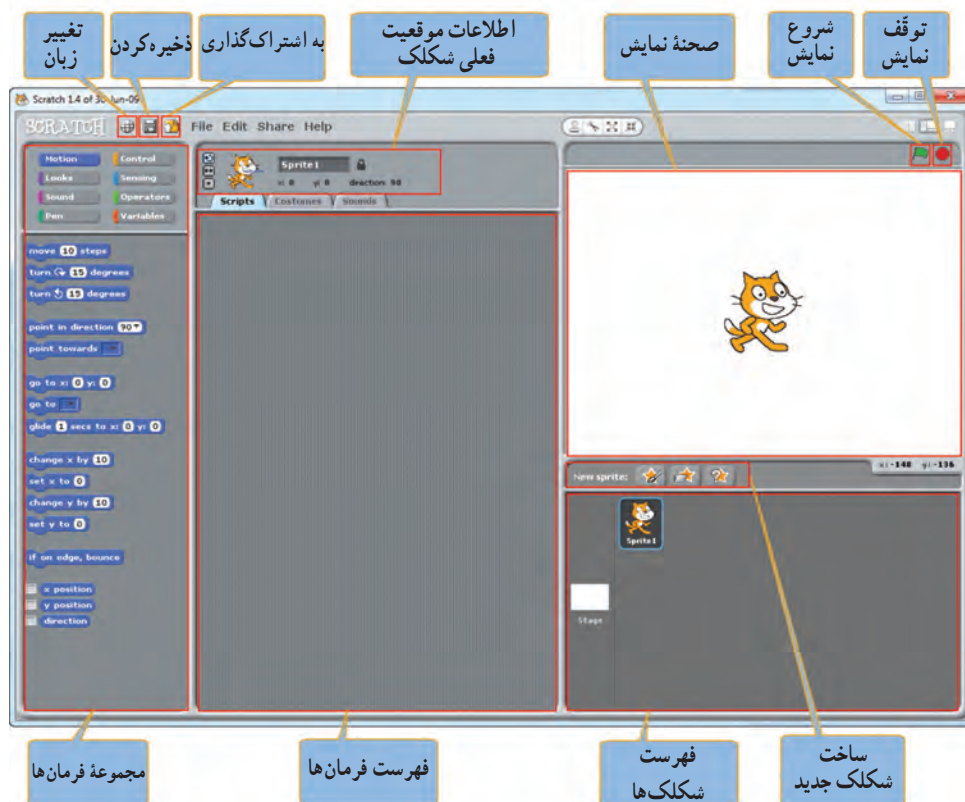 تغییر
زبان
ذخیره‌کردن
به اشتراک‌گذاری
اطلاعات موقعیت
فعلی شکلک
صحنۀ نمایش
شروع
نمایش
توقّف
نمایش
Scratch 1.4 of 30-Jun-09
SCRATCH File Edit Share Help
Motion Control
Looks Sensing
Sound Operators
Pen Variables
Sprite1
x: 0 y: 0 direction: 90
Scripts Costumes Sounds
move 10 steps
turn 15 degrees
turn 15 degrees
point in direction 90
point towards
go to x: 0 y: 0
go to
glide 1 secs to x: 0 y: 0
change x by 10
set x to 0
change y by 10
set y to 0
if on edge, bounce
x position
y position
direction
x: -148 y: -136
New sprite:
Sprite1
Stage
مجموعۀ فرمان‌ها
فهرست فرمان‌ها
فهرست
شکلک‌ها
ساخت
شکلک جدید